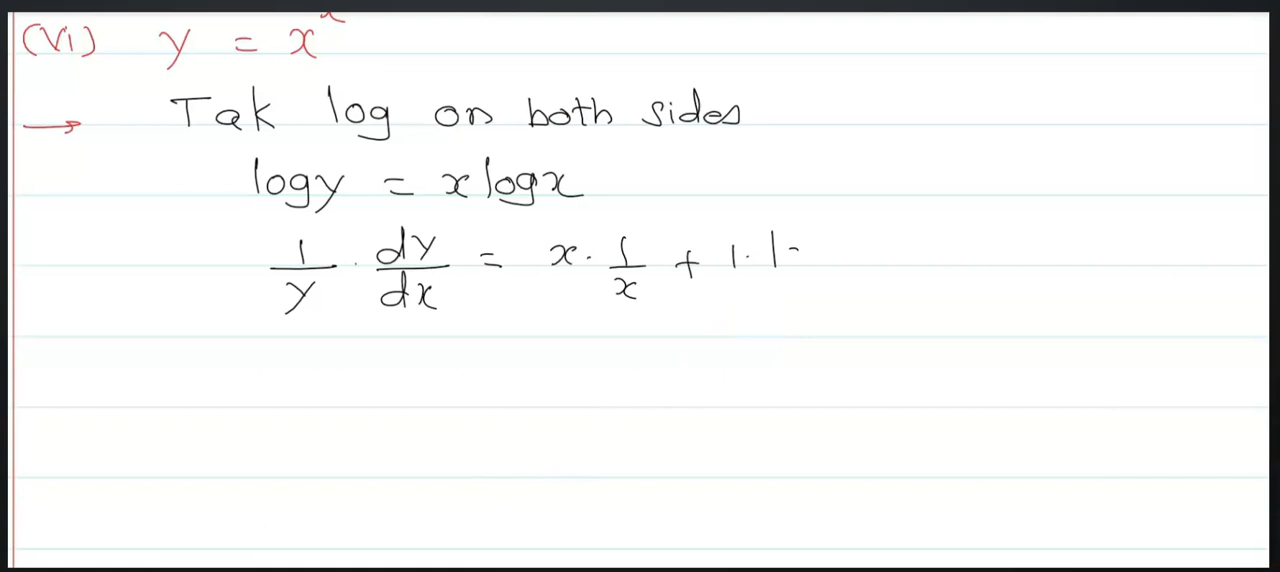 (vi) y = x^x
Tak log on both sides
log y = x log x
1/y . dy/dx = x . 1/x + 1 .